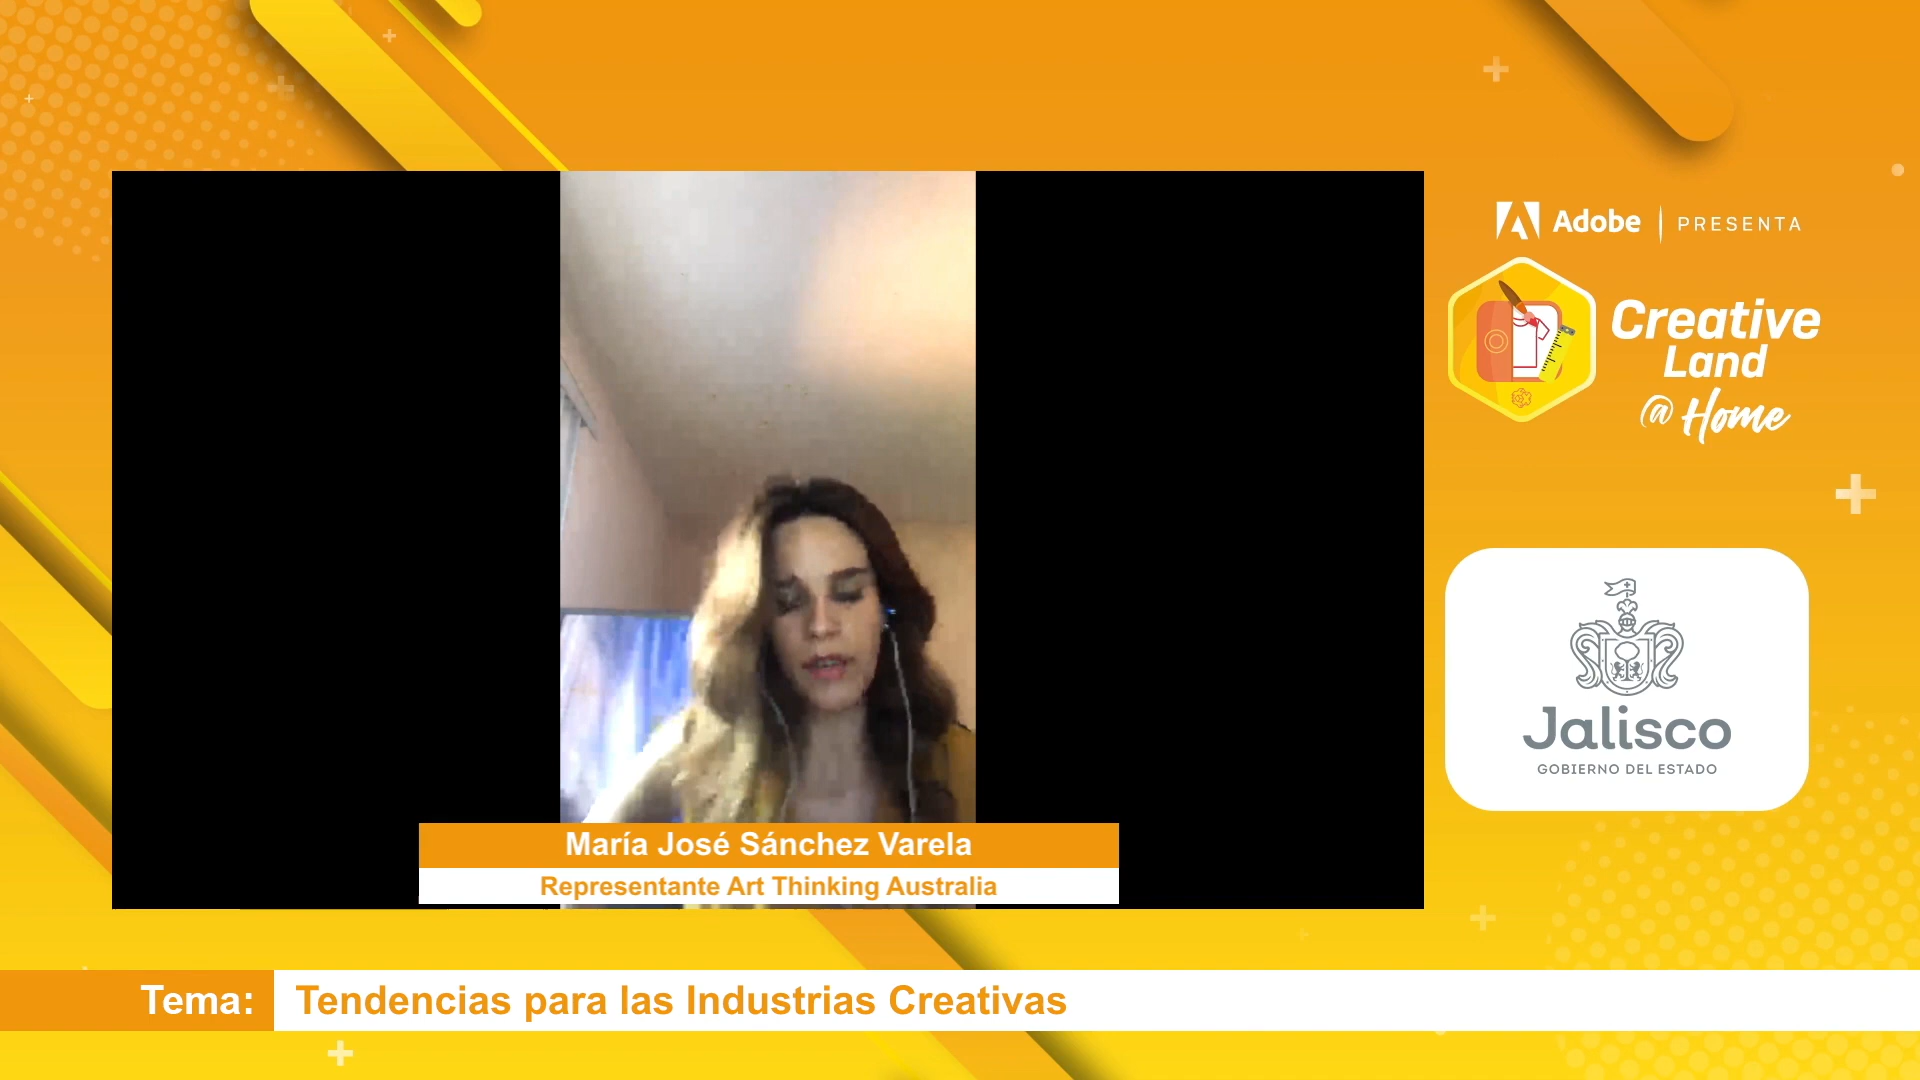 Adobe | PRESENTA
Creative
Land
@ Home
Jalisco
GOBIERNO DEL ESTADO
María José Sánchez Varela
Representante Art Thinking Australia
Tema: Tendencias para las Industrias Creativas